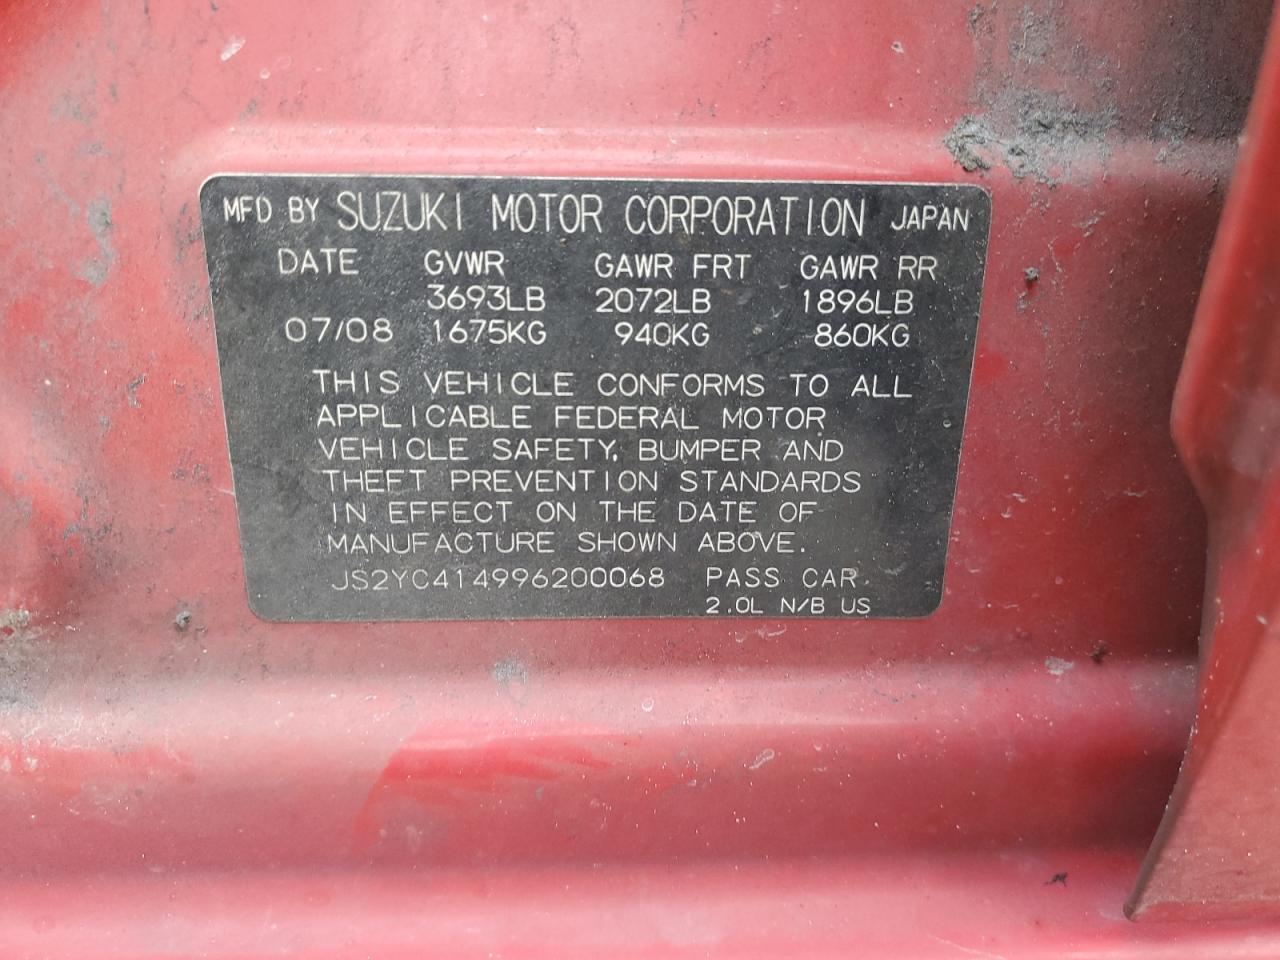 MFD BY SUZUKI MOTOR CORPORATION JAPAN
DATE GVWR GAWR FRT GAWR RR
3693LB 2072LB 1896LB
07/08 1675KG 940KG 860KG
THIS VEHICLE CONFORMS TO ALL
APPLICABLE FEDERAL MOTOR
VEHICLE SAFETY, BUMPER AND
THEFT PREVENTION STANDARDS
IN EFFECT ON THE DATE OF
MANUFACTURE SHOWN ABOVE.
JS2YC414996200068 PASS CAR
2.0L N/B US